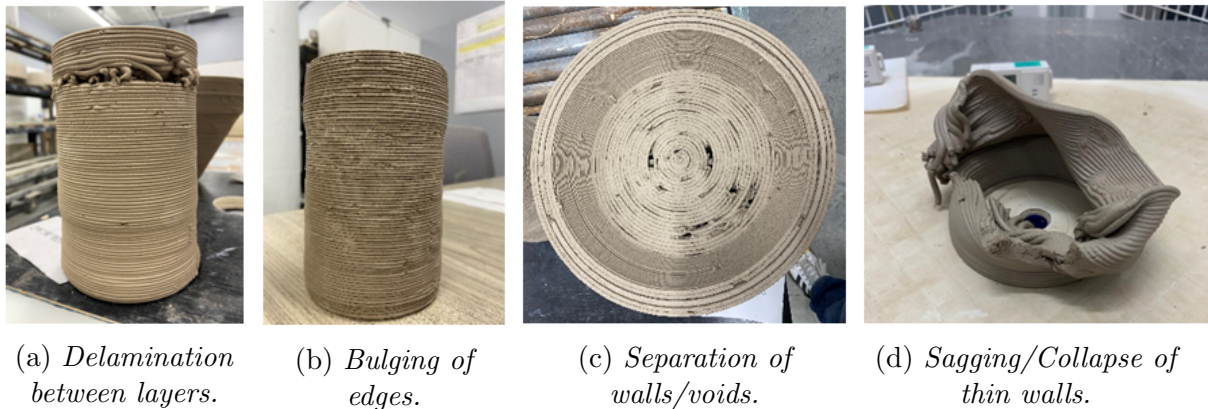 (a) Delamination
between layers.
(b) Bulging of
edges.
(c) Separation of
walls/voids.
(d) Sagging/Collapse of
thin walls.